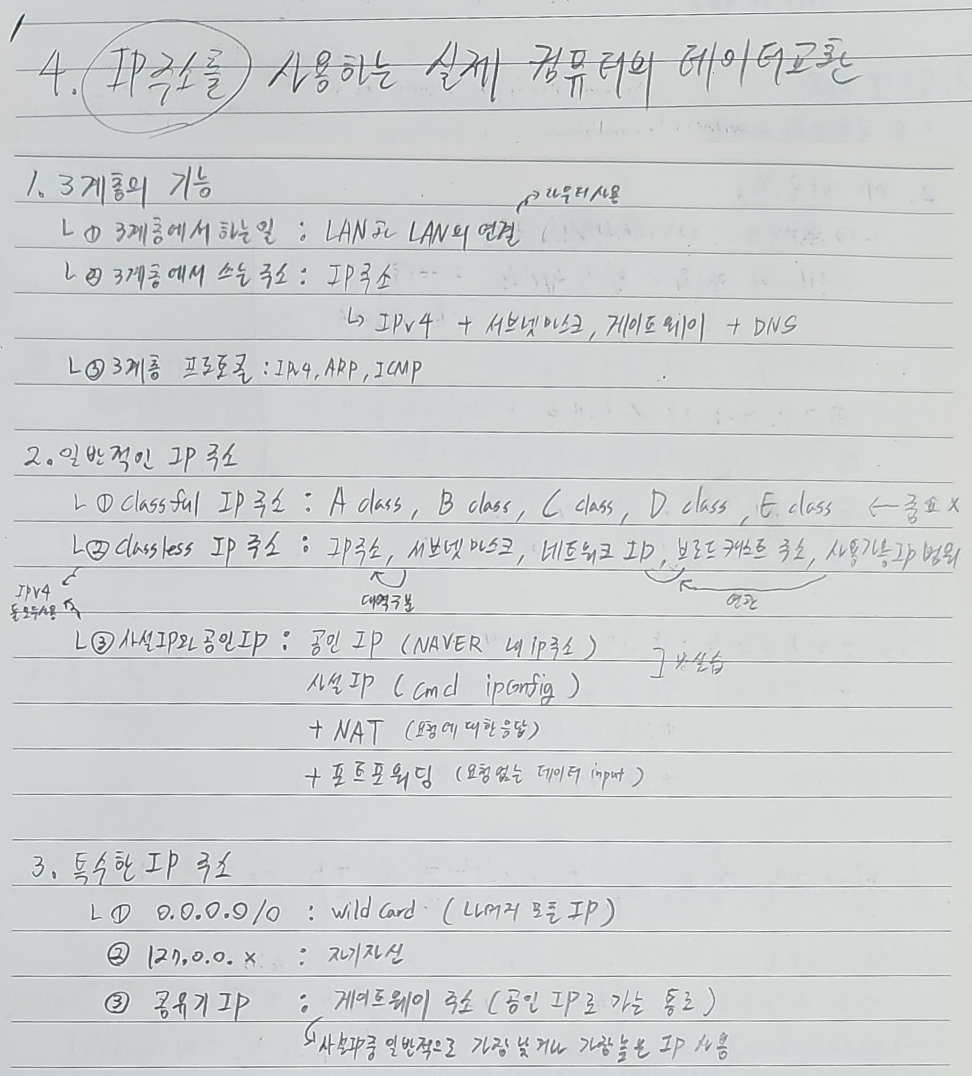 4. IP주소를 사용하는 실제 컴퓨터의 데이터교환
1. 3계층의 기능
ㄴ ① 3계층에서 하는일 : LAN과 LAN의 연결 → 라우터사용
ㄴ ② 3계층에서 쓰는 주소 : IP주소
↳ IPv4 + 서브넷마스크, 게이트웨이 + DNS
ㄴ ③ 3계층 프로토콜 : IPv4, ARP, ICMP
2. 일반적인 IP 주소
ㄴ ① Classful IP 주소 : A class, B class, C class, D class, E class ← 중요 x
ㄴ ② Classless IP 주소 : IP주소, 서브넷마스크, 네트워크 ID, 브로드캐스트 주소, 사용가능IP 범위
IPv4
둘모두사용
대역구분
연관
ㄴ ③ 사설IP와 공인IP : 공인 IP (NAVER 내 ip주소)
사설 IP (cmd ipconfig)
실습
+ NAT (요청에 대한응답)
+ 포트포워딩 (요청없는 데이터 input)
3. 특수한 IP 주소
ㄴ ① 0.0.0.0/0 : wild card (나머지 모든 IP)
② 127.0.0.x : 자기자신
③ 공유기 IP : 게이트웨이 주소 (공인 IP로 가는 통로)
↳ 사설IP중 일반적으로 가장 낮거나 가장 높은 IP 사용